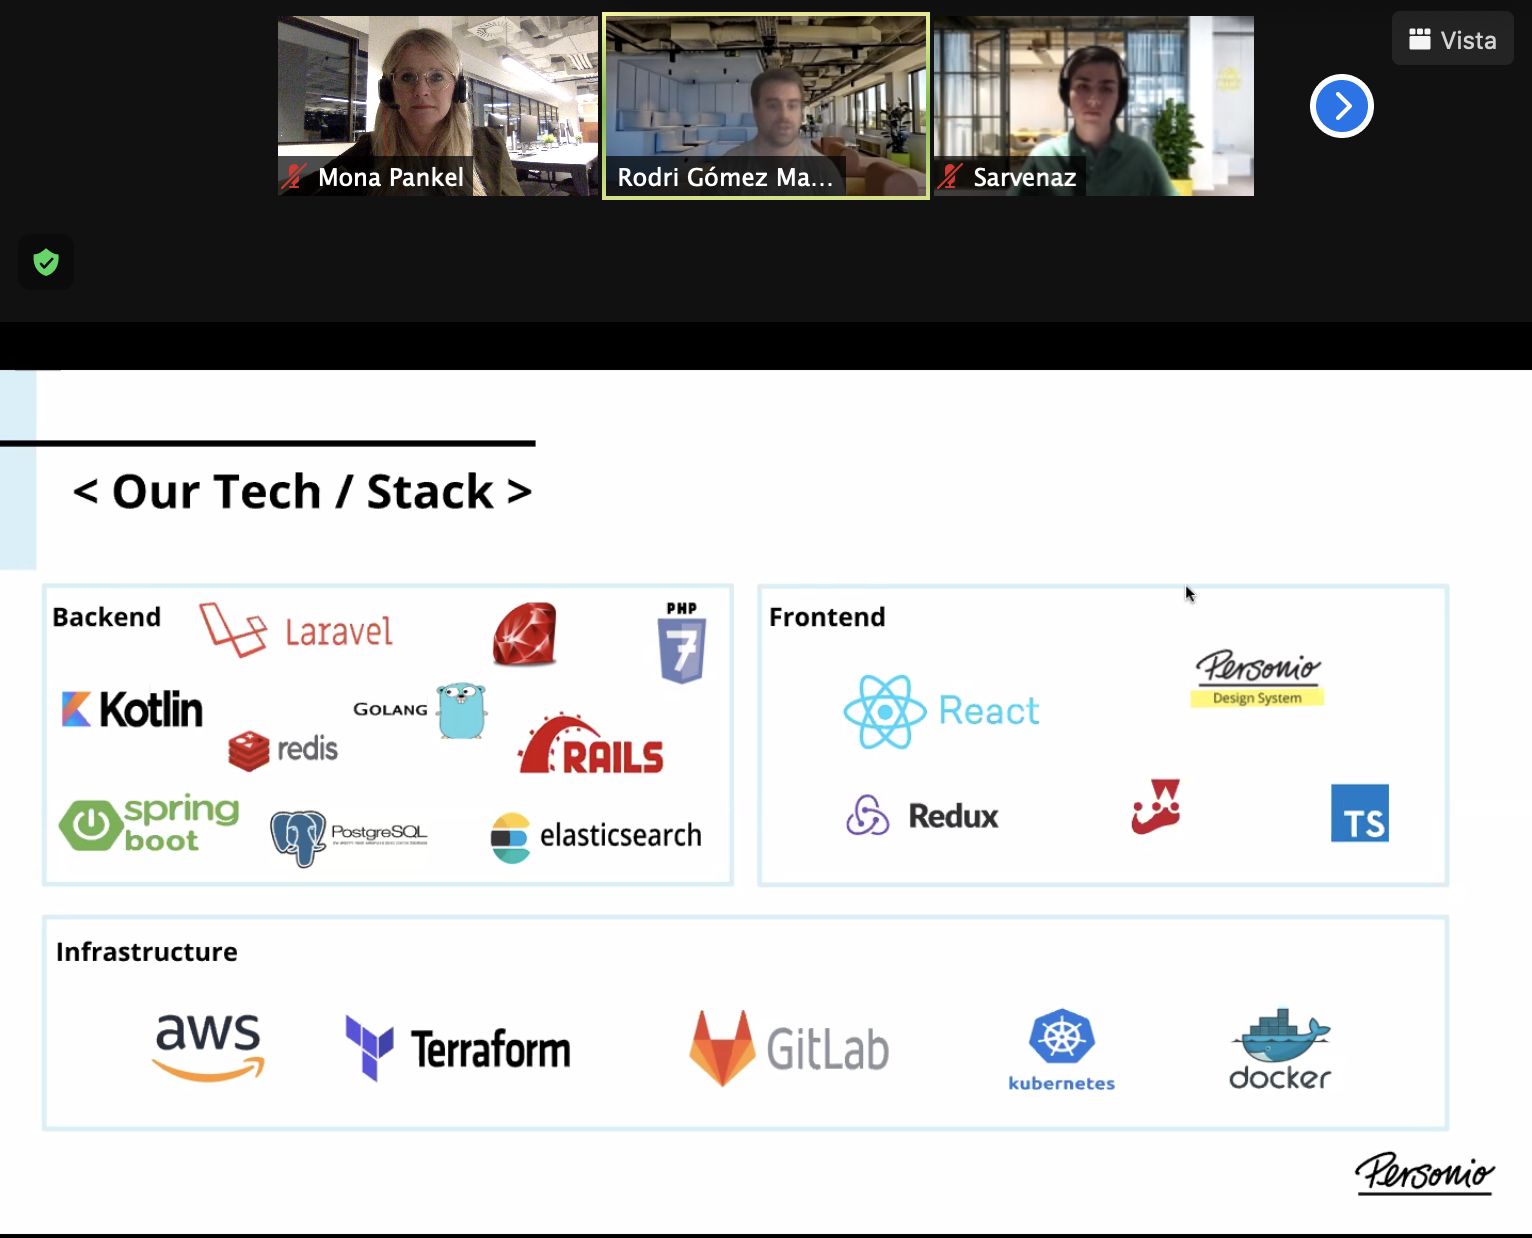 Vista
Mona Pankel
Rodri Gómez Ma...
Sarvenaz
< Our Tech / Stack >
Backend
Laravel
PHP
7
Kotlin
GOLANG
redis
RAILS
spring
boot
PostgreSQL
elasticsearch
Frontend
React
Personio
Design System
Redux
TS
Infrastructure
aws
Terraform
GitLab
kubernetes
docker
Personio